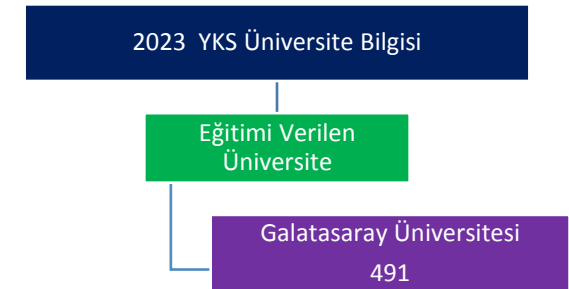 2023 YKS Üniversite Bilgisi
Eğitimi Verilen
Üniversite
Galatasaray Üniversitesi
491